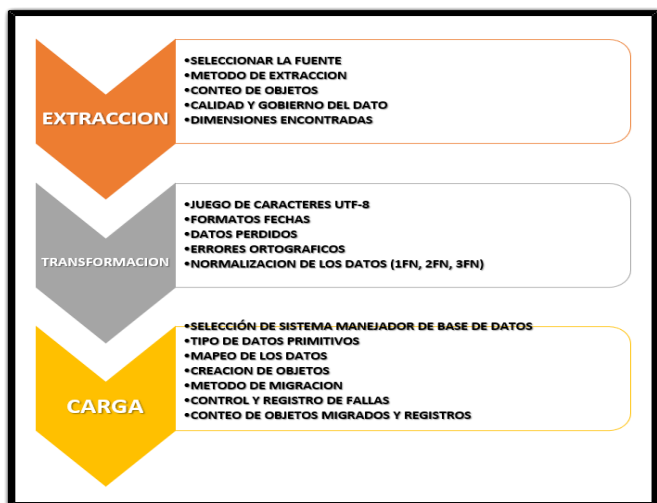 EXTRACCION
•SELECCIONAR LA FUENTE
•METODO DE EXTRACCION
•CONTEO DE OBJETOS
•CALIDAD Y GOBIERNO DEL DATO
•DIMENSIONES ENCONTRADAS
TRANSFORMACION
•JUEGO DE CARACTERES UTF-8
•FORMATOS FECHAS
•DATOS PERDIDOS
•ERRORES ORTOGRAFICOS
•NORMALIZACION DE LOS DATOS (1FN, 2FN, 3FN)
CARGA
•SELECCIÓN DE SISTEMA MANEJADOR DE BASE DE DATOS
•TIPO DE DATOS PRIMITIVOS
•MAPEO DE LOS DATOS
•CREACION DE OBJETOS
•METODO DE MIGRACION
•CONTROL Y REGISTRO DE FALLAS
•CONTEO DE OBJETOS MIGRADOS Y REGISTROS